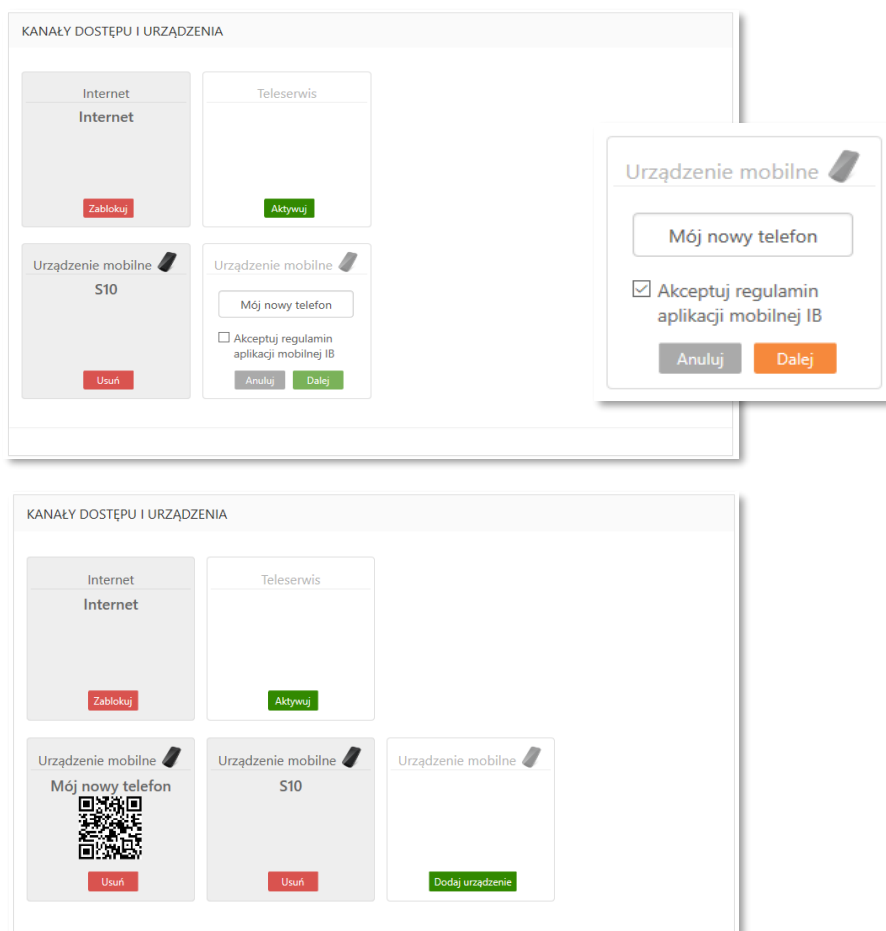 KANAŁY DOSTĘPU I URZĄDZENIA
Internet
Internet
Zablokuj
Teleserwis
Aktywuj
Urządzenie mobilne
S10
Usuń
Urządzenie mobilne
Mój nowy telefon
Akceptuj regulamin
aplikacji mobilnej IB
Anuluj Dalej
Urządzenie mobilne
Mój nowy telefon
Akceptuj regulamin
aplikacji mobilnej IB
Anuluj Dalej
KANAŁY DOSTĘPU I URZĄDZENIA
Internet
Internet
Zablokuj
Teleserwis
Aktywuj
Urządzenie mobilne
Mój nowy telefon
Usuń
Urządzenie mobilne
S10
Usuń
Urządzenie mobilne
Dodaj urządzenie